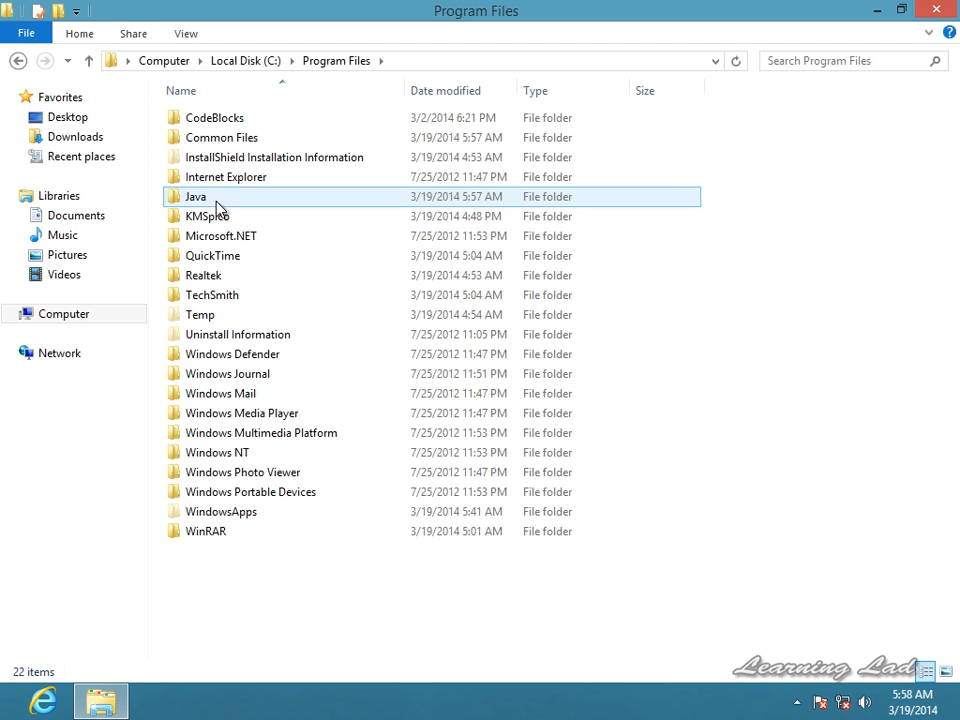 Program Files
File Home Share View
Computer Local Disk (C:) Program Files
Search Program Files
Name Date modified Type Size
Favorites
Desktop
Downloads
Recent places
Libraries
Documents
Music
Pictures
Videos
Computer
Network
CodeBlocks 3/2/2014 6:21 PM File folder
Common Files 3/19/2014 5:57 AM File folder
InstallShield Installation Information 3/19/2014 4:53 AM File folder
Internet Explorer 7/25/2012 11:47 PM File folder
Java 3/19/2014 5:57 AM File folder
KMSpico 3/19/2014 4:48 PM File folder
Microsoft.NET 7/25/2012 11:53 PM File folder
QuickTime 3/19/2014 5:04 AM File folder
Realtek 3/19/2014 4:53 AM File folder
TechSmith 3/19/2014 5:04 AM File folder
Temp 3/19/2014 4:54 AM File folder
Uninstall Information 7/25/2012 11:05 PM File folder
Windows Defender 7/25/2012 11:47 PM File folder
Windows Journal 7/25/2012 11:51 PM File folder
Windows Mail 7/25/2012 11:47 PM File folder
Windows Media Player 7/25/2012 11:47 PM File folder
Windows Multimedia Platform 7/25/2012 11:53 PM File folder
Windows NT 7/25/2012 11:53 PM File folder
Windows Photo Viewer 7/25/2012 11:47 PM File folder
Windows Portable Devices 7/25/2012 11:53 PM File folder
WindowsApps 3/19/2014 5:41 AM File folder
WinRAR 3/19/2014 5:01 AM File folder
22 items
Learning Lad
5:58 AM
3/19/2014